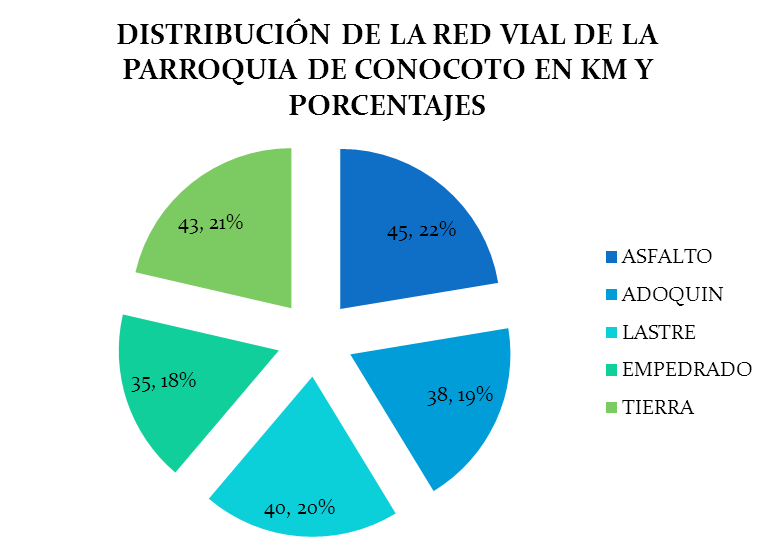 DISTRIBUCIÓN DE LA RED VIAL DE LA
PARROQUIA DE CONOCOTO EN KM Y
PORCENTAJES
43, 21%
45, 22%
35, 18%
38, 19%
40, 20%
ASFALTO
ADOQUIN
LASTRE
EMPEDRADO
TIERRA